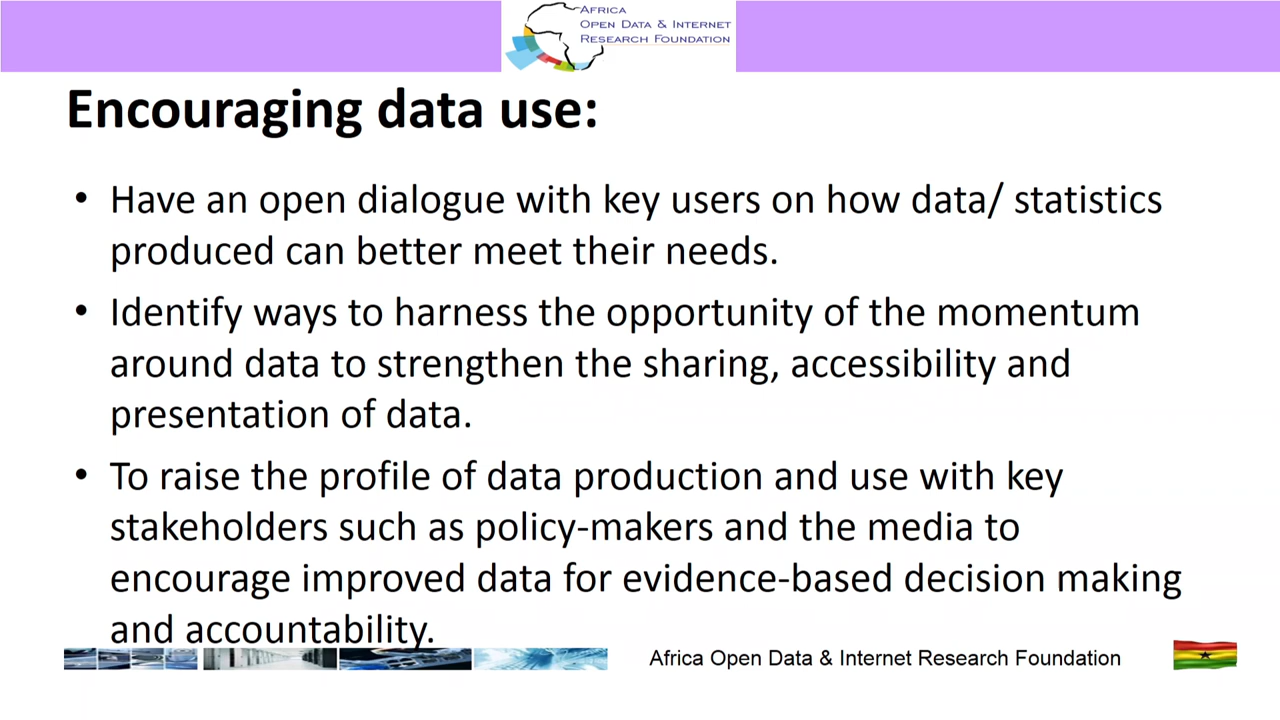 AFRICA
OPEN DATA & INTERNET
RESEARCH FOUNDATION
Encouraging data use:
• Have an open dialogue with key users on how data/ statistics
produced can better meet their needs.
• Identify ways to harness the opportunity of the momentum
around data to strengthen the sharing, accessibility and
presentation of data.
• To raise the profile of data production and use with key
stakeholders such as policy-makers and the media to
encourage improved data for evidence-based decision making
and accountability.
Africa Open Data & Internet Research Foundation